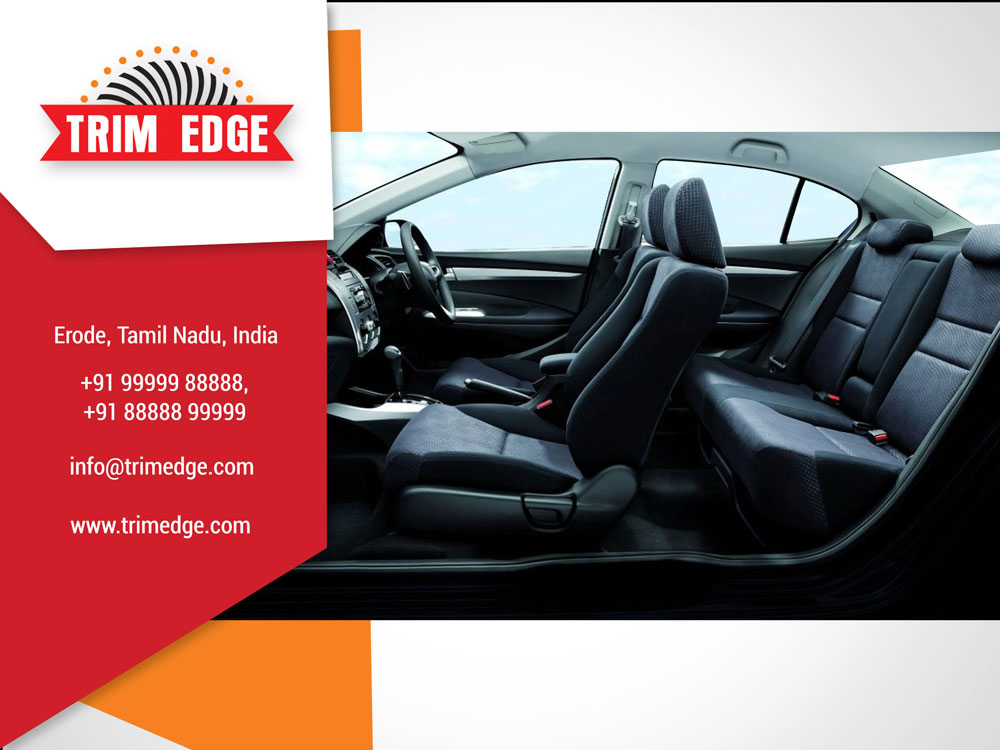 TRIM EDGE
Erode, Tamil Nadu, India
+91 99999 88888,
+91 88888 99999
info@trimedge.com
www.trimedge.com